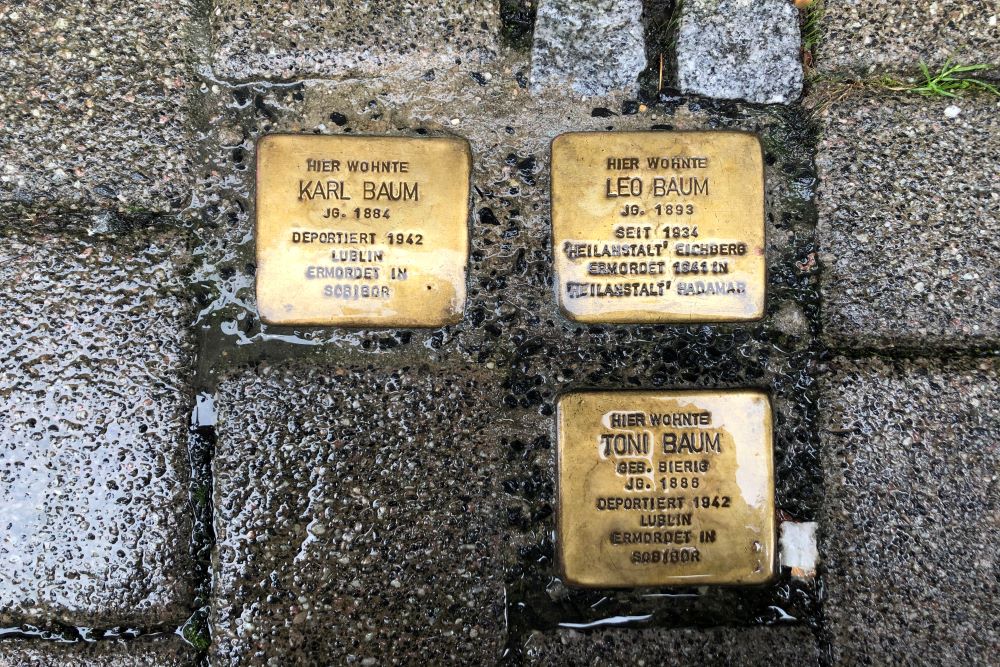 HIER WOHNTE
KARL BAUM
JG. 1884
DEPORTIERT 1942
LUBLIN
ERMORDET IN
SOBIBOR
HIER WOHNTE
LEO BAUM
JG. 1893
SEIT 1934
'HEILANSTALT' EICHBERG
ERMORDET 1941 IN
'HEILANSTALT' HADAMAR
HIER WOHNTE
TONI BAUM
GEB. BIERIG
JG. 1886
DEPORTIERT 1942
LUBLIN
ERMORDET IN
SOBIBOR